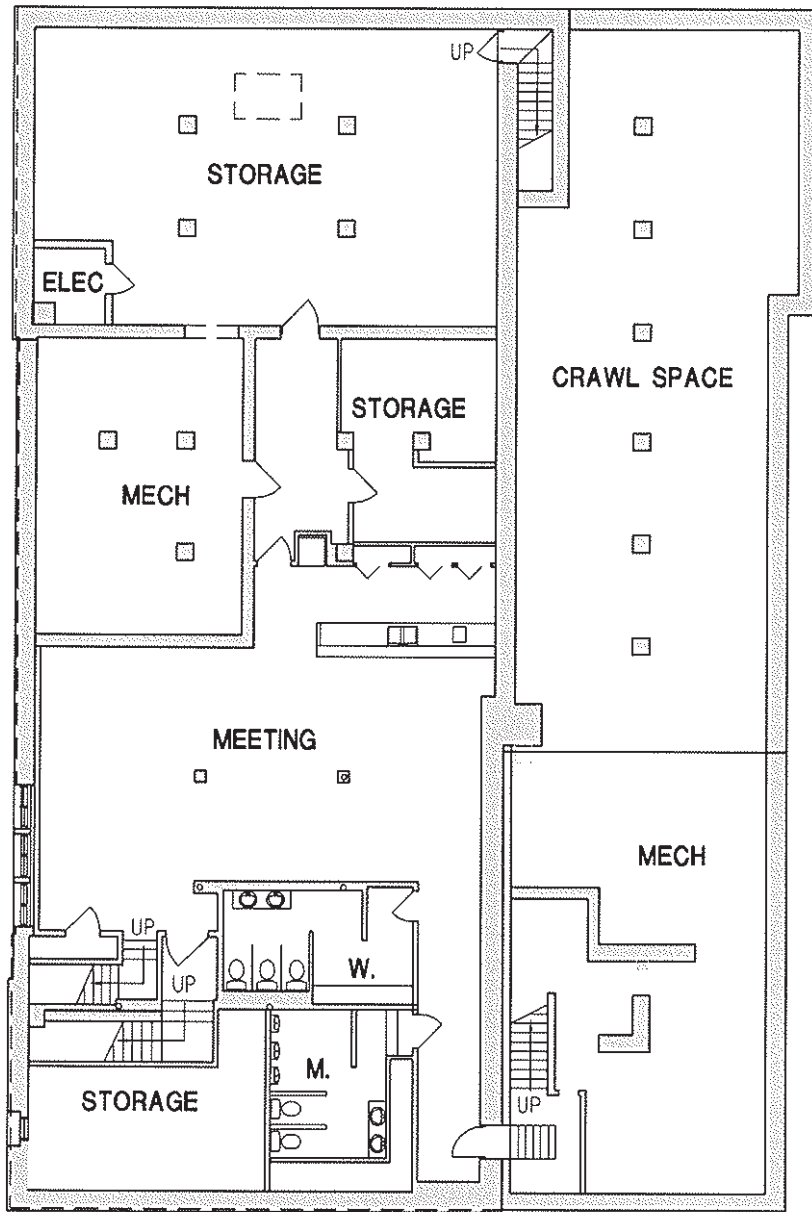 UP
STORAGE
ELEC
CRAWL SPACE
STORAGE
MECH
MEETING
MECH
UP
UP
W.
M.
STORAGE
UP